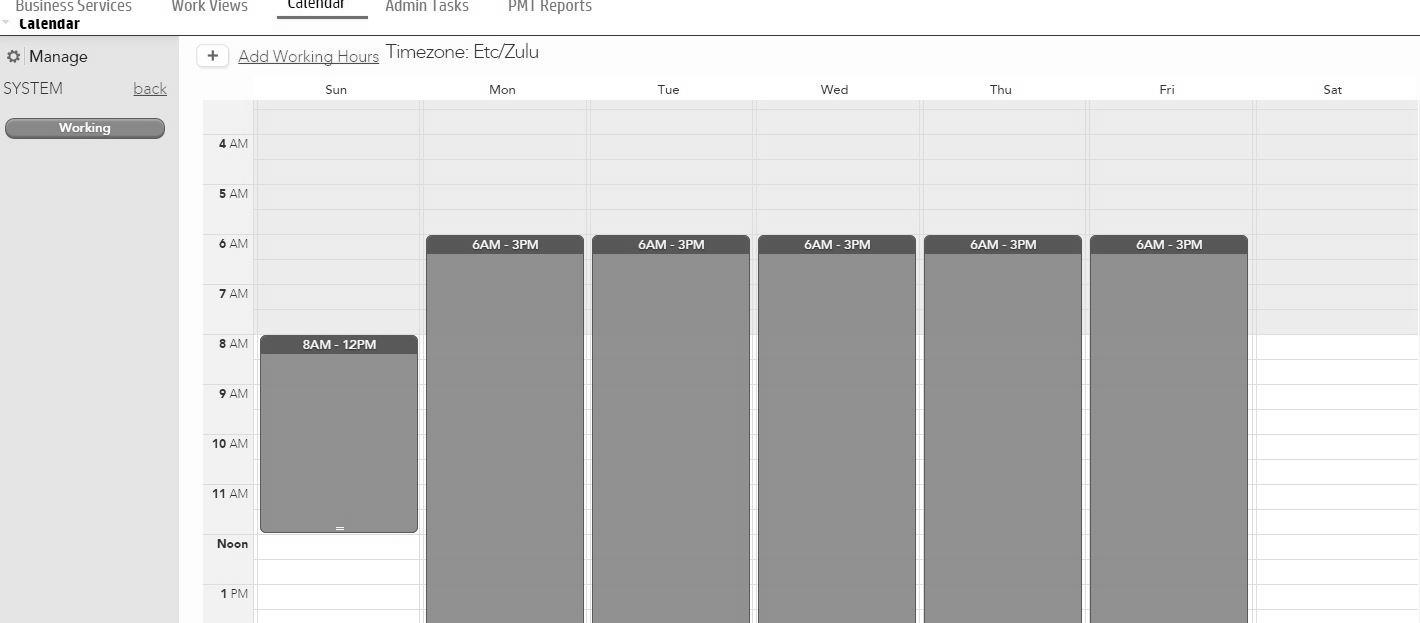 Business Services Work Views Calendar Admin Tasks PMT Reports
Calendar
Manage
+ Add Working Hours Timezone: Etc/Zulu
SYSTEM back
Sun Mon Tue Wed Thu Fri Sat
Working
4 AM
5 AM
6 AM 6AM - 3PM 6AM - 3PM 6AM - 3PM 6AM - 3PM 6AM - 3PM
7 AM
8 AM 8AM - 12PM
9 AM
10 AM
11 AM
Noon
1 PM